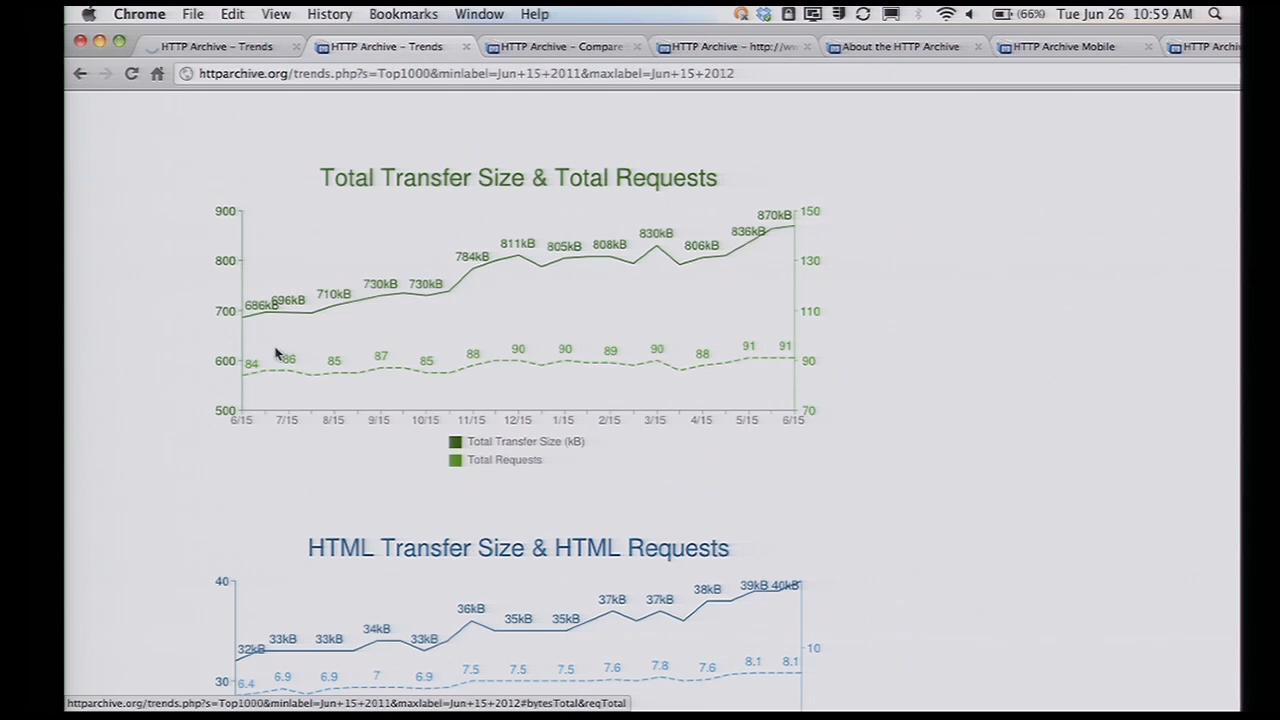 Chrome File Edit View History Bookmarks Window Help (66%) Tue Jun 26 10:59 AM
HTTP Archive – Trends HTTP Archive – Trends HTTP Archive – Compare HTTP Archive – http://ww About the HTTP Archive HTTP Archive Mobile HTTP Archi
httparchive.org/trends.php?s=Top1000&minlabel=Jun+15+2011&maxlabel=Jun+15+2012
Total Transfer Size & Total Requests
900 150
870kB
836kB
830kB
811kB 805kB 808kB 806kB
800 130
784kB
730kB 730kB
710kB
686kB 696kB
700 110
91 91
90 90 89 90
88 88
87
84 86 85 85
600 90
500 70
6/15 7/15 8/15 9/15 10/15 11/15 12/15 1/15 2/15 3/15 4/15 5/15 6/15
Total Transfer Size (kB)
Total Requests
HTML Transfer Size & HTML Requests
40
39kB 40kB
38kB
37kB 37kB
36kB
35kB 35kB
34kB
32kB 33kB 33kB 33kB
10
8.1 8.1
7.5 7.5 7.5 7.6 7.8 7.6
6.4 6.9 6.9 7 6.9
30
httparchive.org/trends.php?s=Top1000&minlabel=Jun+15+2011&maxlabel=Jun+15+2012#bytesTotal&reqTotal